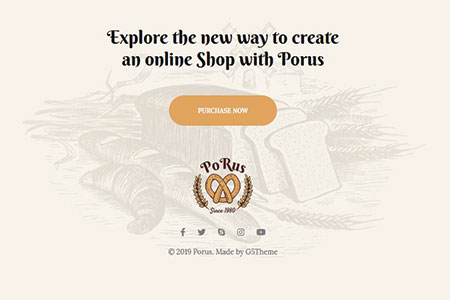 Explore the new way to create
an online Shop with Porus
PURCHASE NOW
PoRus
Since 1980
© 2019 Porus. Made by G5Theme